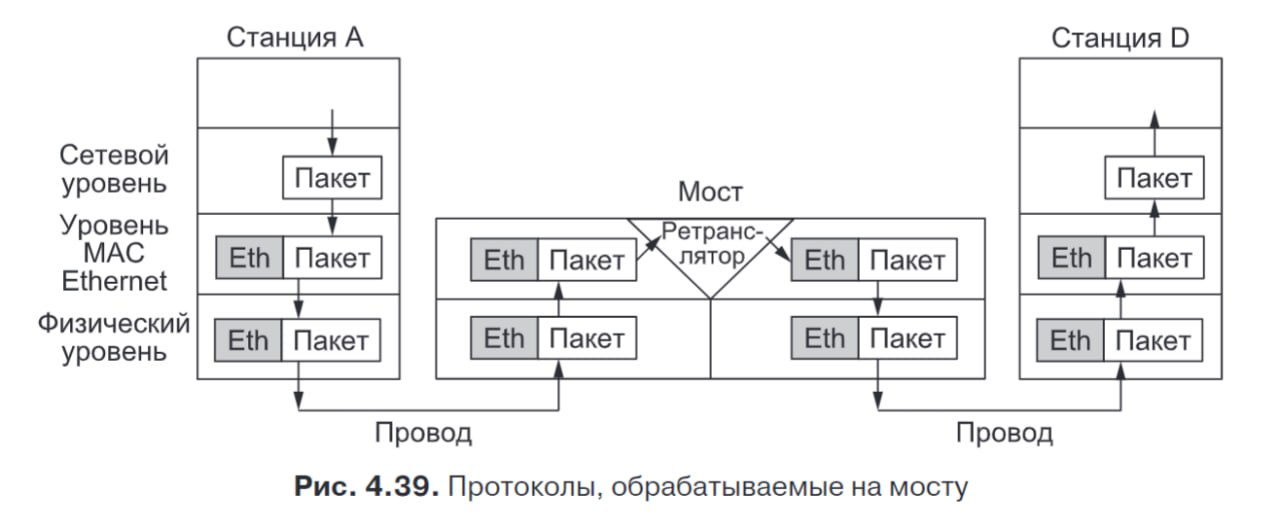 Станция A
Станция D
Сетевой
уровень
Пакет
Пакет
Мост
Уровень
MAC
Ethernet
Eth Пакет
Eth Пакет
Ретранс-
лятор
Eth Пакет
Eth Пакет
Физический
уровень
Eth Пакет
Eth Пакет
Eth Пакет
Eth Пакет
Провод
Провод
Рис. 4.39. Протоколы, обрабатываемые на мосту